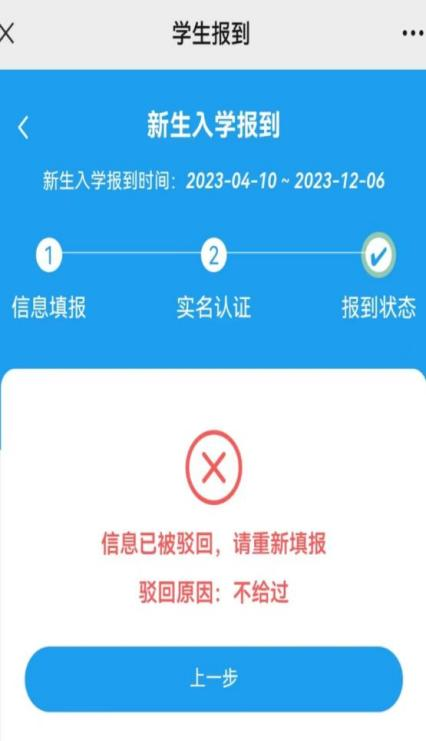 学生报到
新生入学报到
新生入学报到时间：2023-04-10 ~ 2023-12-06
1
2
信息填报
实名认证
报到状态
信息已被驳回，请重新填报
驳回原因：不给过
上一步